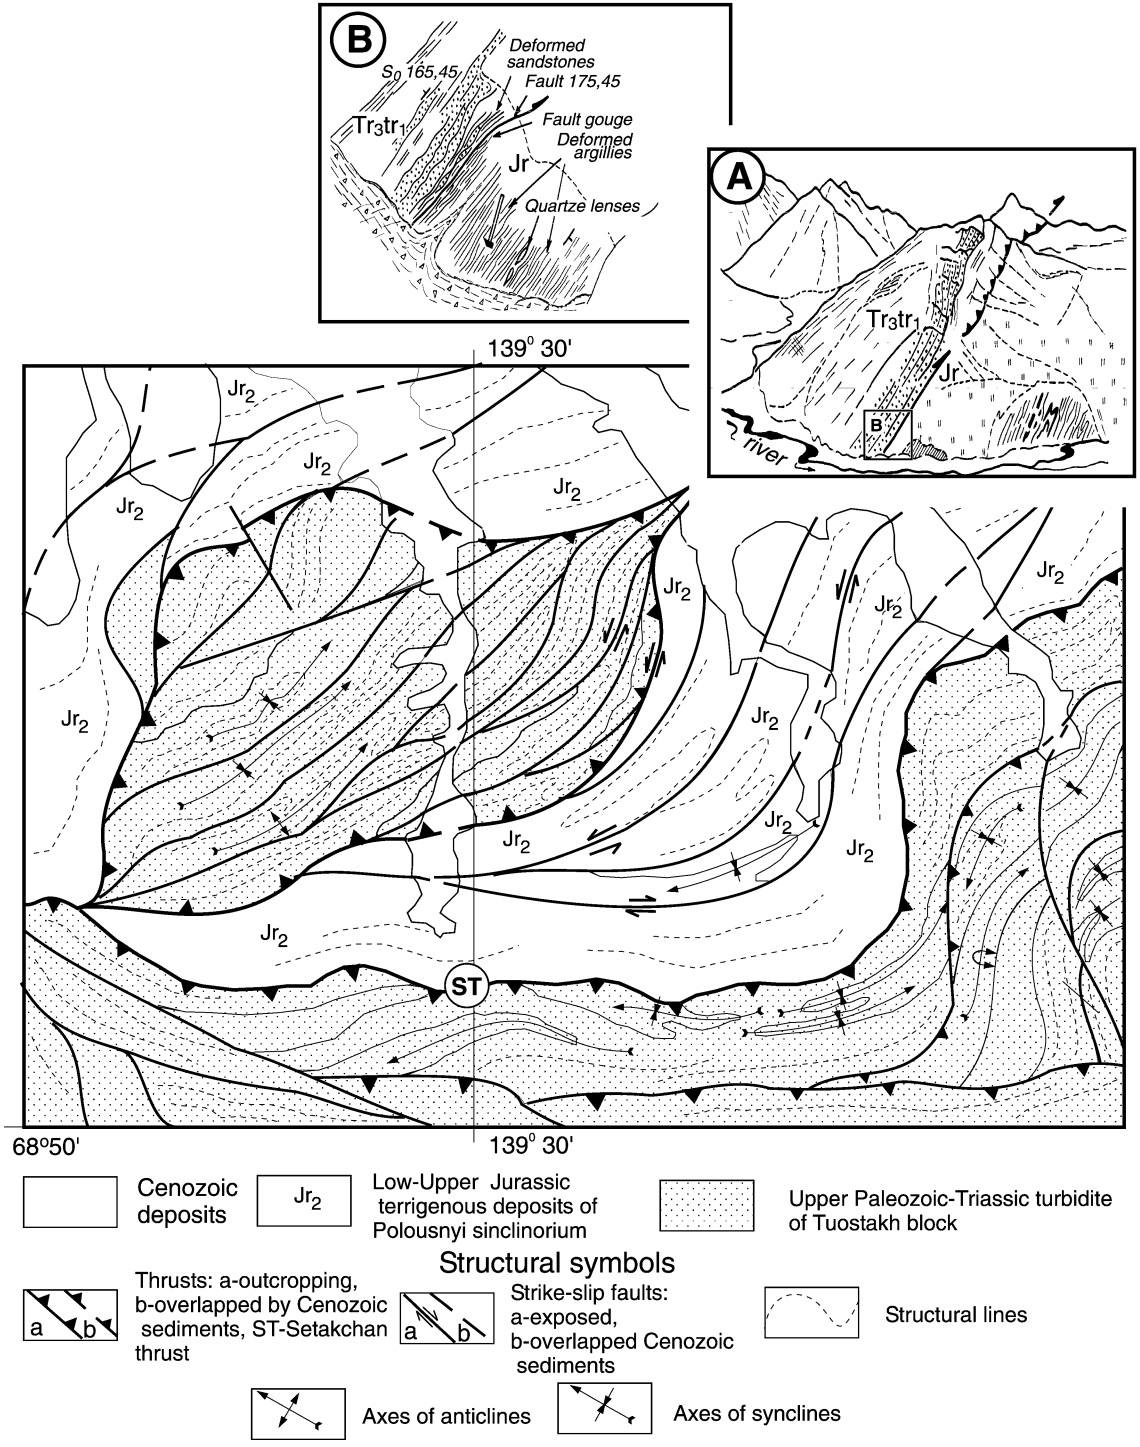 B
Deformed
sandstones
S0 165,45
Fault 175,45
Tr3tr1
Fault gouge
Deformed
argillies
Jr
Quartze lenses
A
Tr3tr1
Jr
B
river
139⁰ 30'
Jr2
Jr2
Jr2
Jr2
Jr2
Jr2
Jr2
Jr2
Jr2
Jr2
Jr2
Jr2
Jr2
ST
68⁰50'
139⁰ 30'
Cenozoic
deposits
Jr2
Low-Upper Jurassic
terrigenous deposits of
Polousnyi sinclinorium
Upper Paleozoic-Triassic turbidite
of Tuostakh block
Structural symbols
a
b
Thrusts: a-outcropping,
b-overlapped by Cenozoic
sediments, ST-Setakchan
thrust
a
b
Strike-slip faults:
a-exposed,
b-overlapped Cenozoic
sediments
Structural lines
Axes of anticlines
Axes of synclines